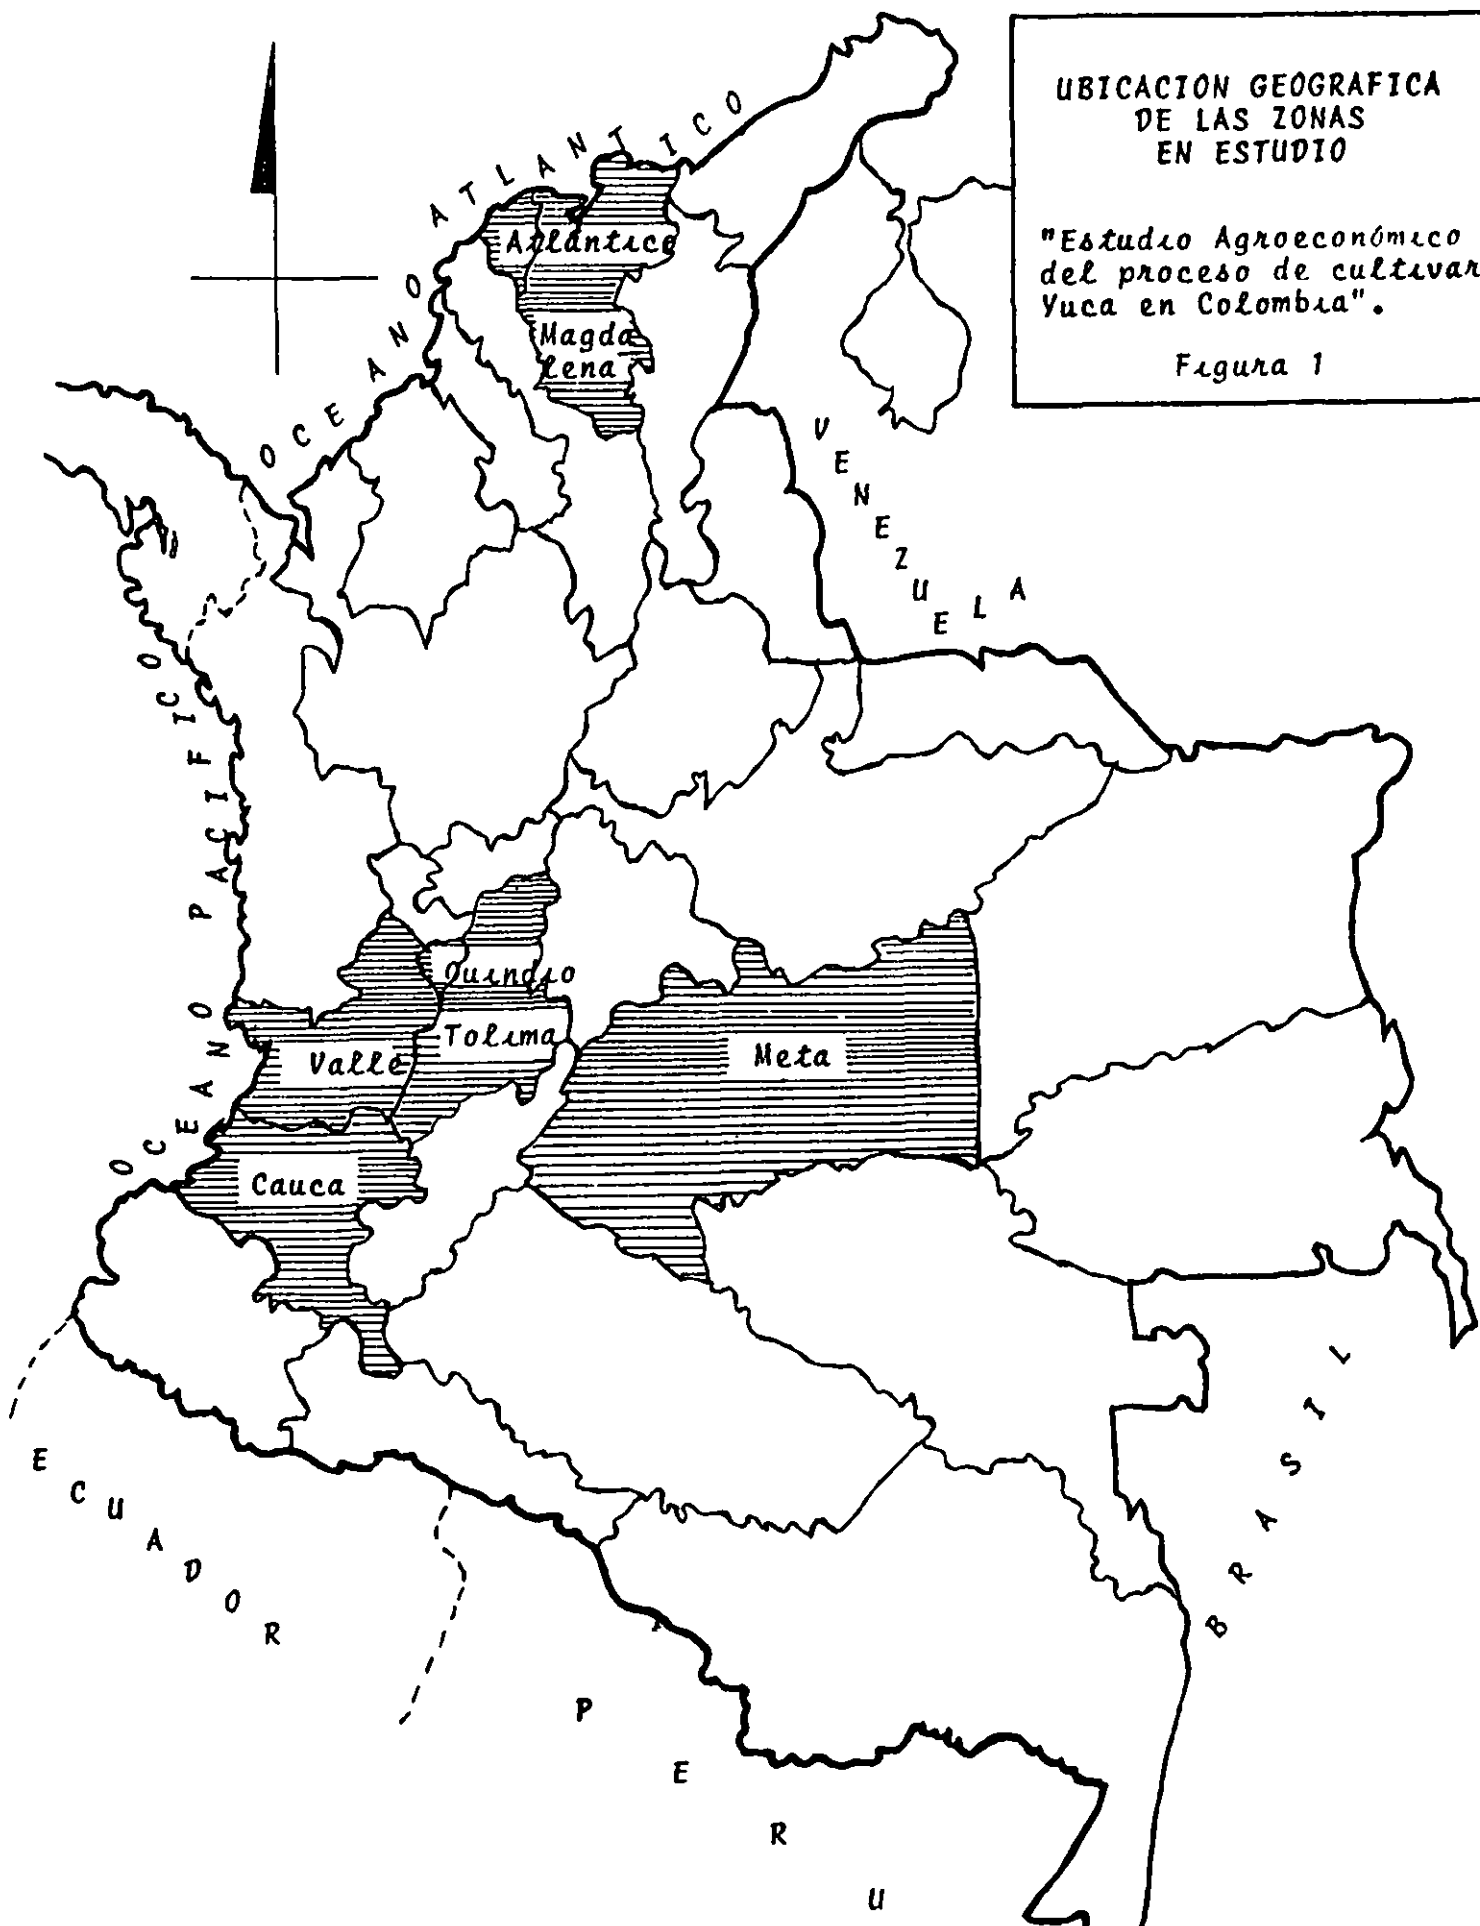 UBICACION GEOGRAFICA
DE LAS ZONAS
EN ESTUDIO
"Estudio Agroeconómico
del proceso de cultivar
Yuca en Colombia".
Figura 1
OCEANO ATLANTICO
Atlántico
Magda
lena
VENEZUELA
OCEANO PACIFICO
Quindio
Tolima
Valle
Meta
Cauca
ECUADOR
PERU
BRASIL